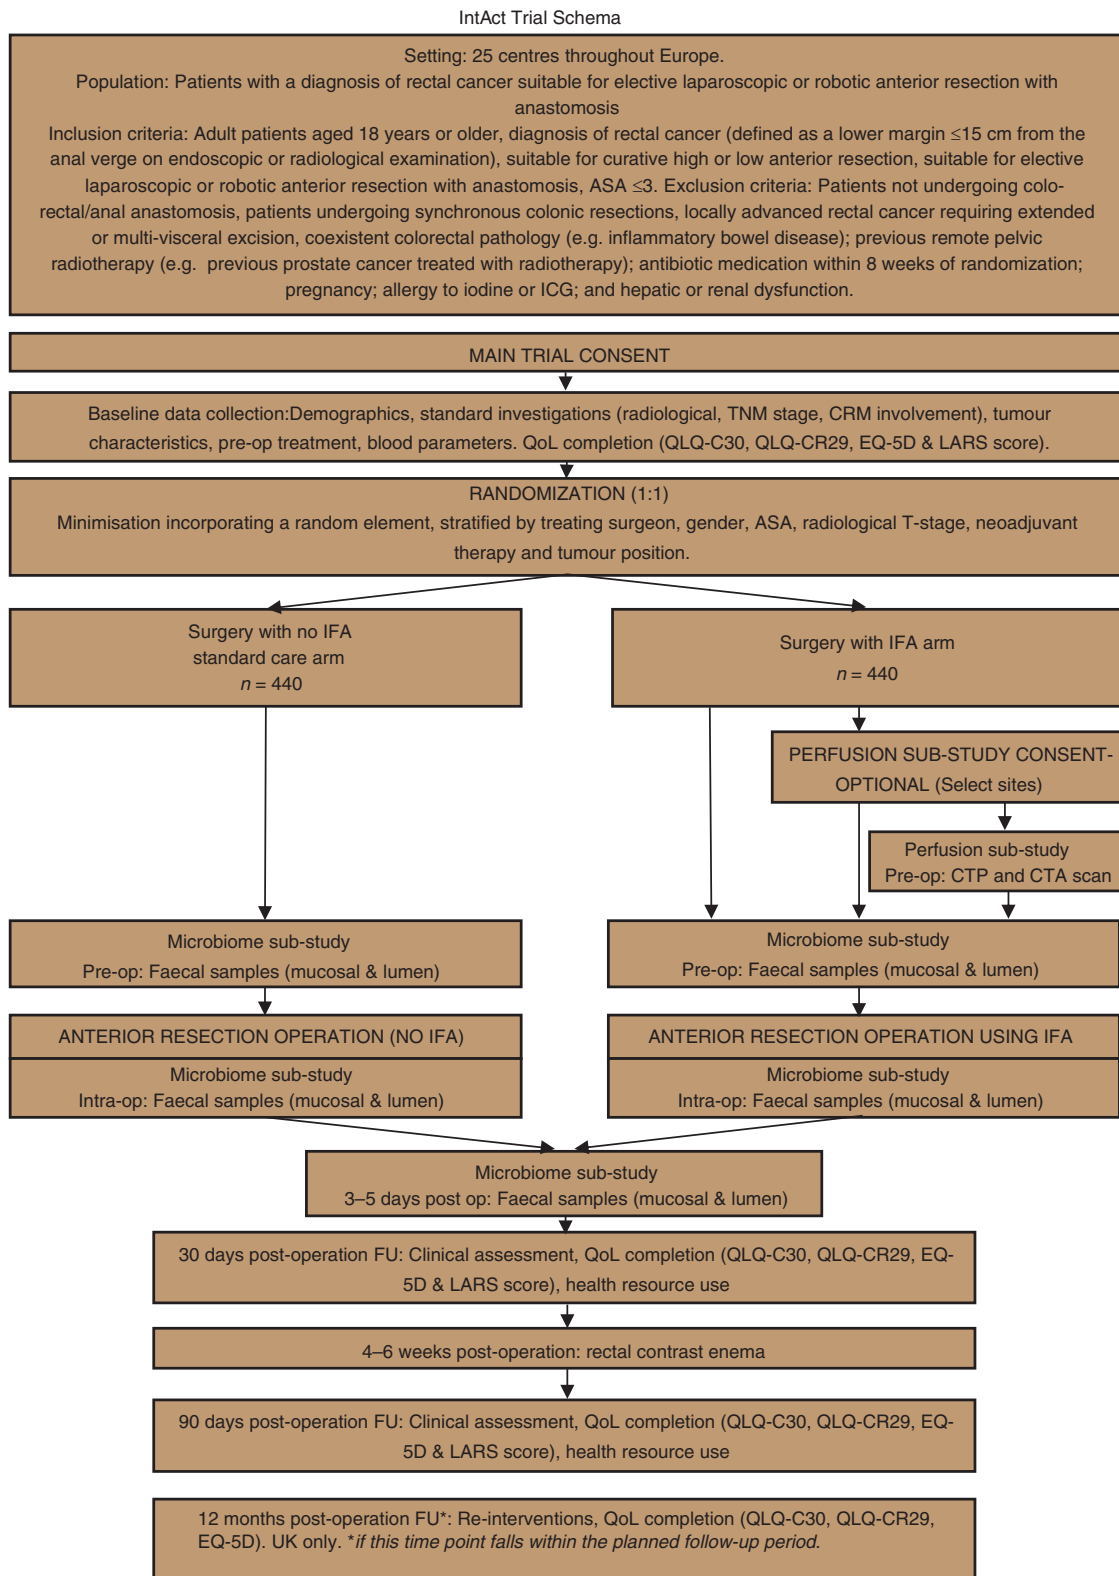 IntAct Trial Schema
Setting: 25 centres throughout Europe.
Population: Patients with a diagnosis of rectal cancer suitable for elective laparoscopic or robotic anterior resection with
anastomosis
Inclusion criteria: Adult patients aged 18 years or older, diagnosis of rectal cancer (defined as a lower margin ≤15 cm from the
anal verge on endoscopic or radiological examination), suitable for curative high or low anterior resection, suitable for elective
laparoscopic or robotic anterior resection with anastomosis, ASA ≤3. Exclusion criteria: Patients not undergoing colo-
rectal/anal anastomosis, patients undergoing synchronous colonic resections, locally advanced rectal cancer requiring extended
or multi-visceral excision, coexistent colorectal pathology (e.g. inflammatory bowel disease); previous remote pelvic
radiotherapy (e.g. previous prostate cancer treated with radiotherapy); antibiotic medication within 8 weeks of randomization;
pregnancy; allergy to iodine or ICG; and hepatic or renal dysfunction.
MAIN TRIAL CONSENT
Baseline data collection:Demographics, standard investigations (radiological, TNM stage, CRM involvement), tumour
characteristics, pre-op treatment, blood parameters. QoL completion (QLQ-C30, QLQ-CR29, EQ-5D & LARS score).
RANDOMIZATION (1:1)
Minimisation incorporating a random element, stratified by treating surgeon, gender, ASA, radiological T-stage, neoadjuvant
therapy and tumour position.
Surgery with no IFA
standard care arm
n = 440
Surgery with IFA arm
n = 440
PERFUSION SUB-STUDY CONSENT-
OPTIONAL (Select sites)
Perfusion sub-study
Pre-op: CTP and CTA scan
Microbiome sub-study
Pre-op: Faecal samples (mucosal & lumen)
Microbiome sub-study
Pre-op: Faecal samples (mucosal & lumen)
ANTERIOR RESECTION OPERATION (NO IFA)
Microbiome sub-study
Intra-op: Faecal samples (mucosal & lumen)
ANTERIOR RESECTION OPERATION USING IFA
Microbiome sub-study
Intra-op: Faecal samples (mucosal & lumen)
Microbiome sub-study
3–5 days post op: Faecal samples (mucosal & lumen)
30 days post-operation FU: Clinical assessment, QoL completion (QLQ-C30, QLQ-CR29, EQ-
5D & LARS score), health resource use
4–6 weeks post-operation: rectal contrast enema
90 days post-operation FU: Clinical assessment, QoL completion (QLQ-C30, QLQ-CR29, EQ-
5D & LARS score), health resource use
12 months post-operation FU*: Re-interventions, QoL completion (QLQ-C30, QLQ-CR29,
EQ-5D). UK only. *if this time point falls within the planned follow-up period.